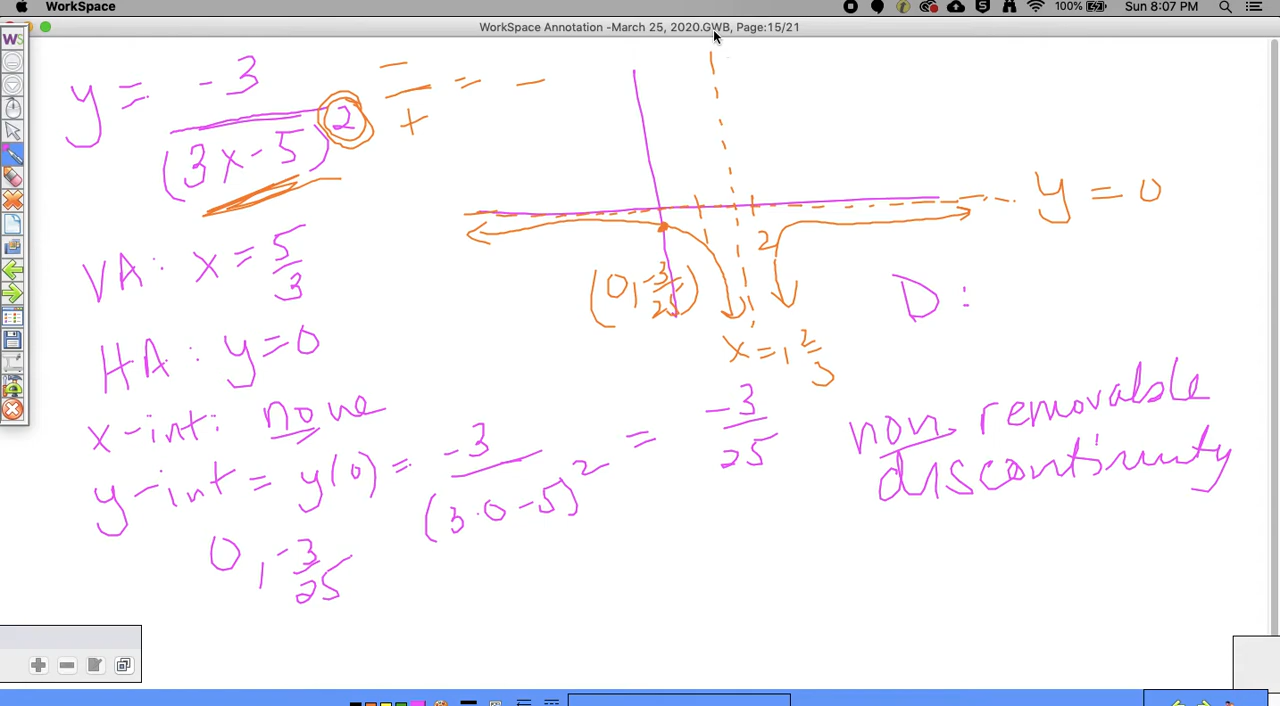 WorkSpace
100%
Sun 8:07 PM
WorkSpace Annotation -March 25, 2020.GWB, Page:15/21
y = -3/(3x-5)²
-/+ = -
y = 0
VA: x = 5/3
2
(0, -3/25)
D:
x = 1 2/3
HA: y=0
x-int: none
y-int = y(0) = -3/(3·0-5)² = -3/25
non removable
discontinuity
0, -3/25